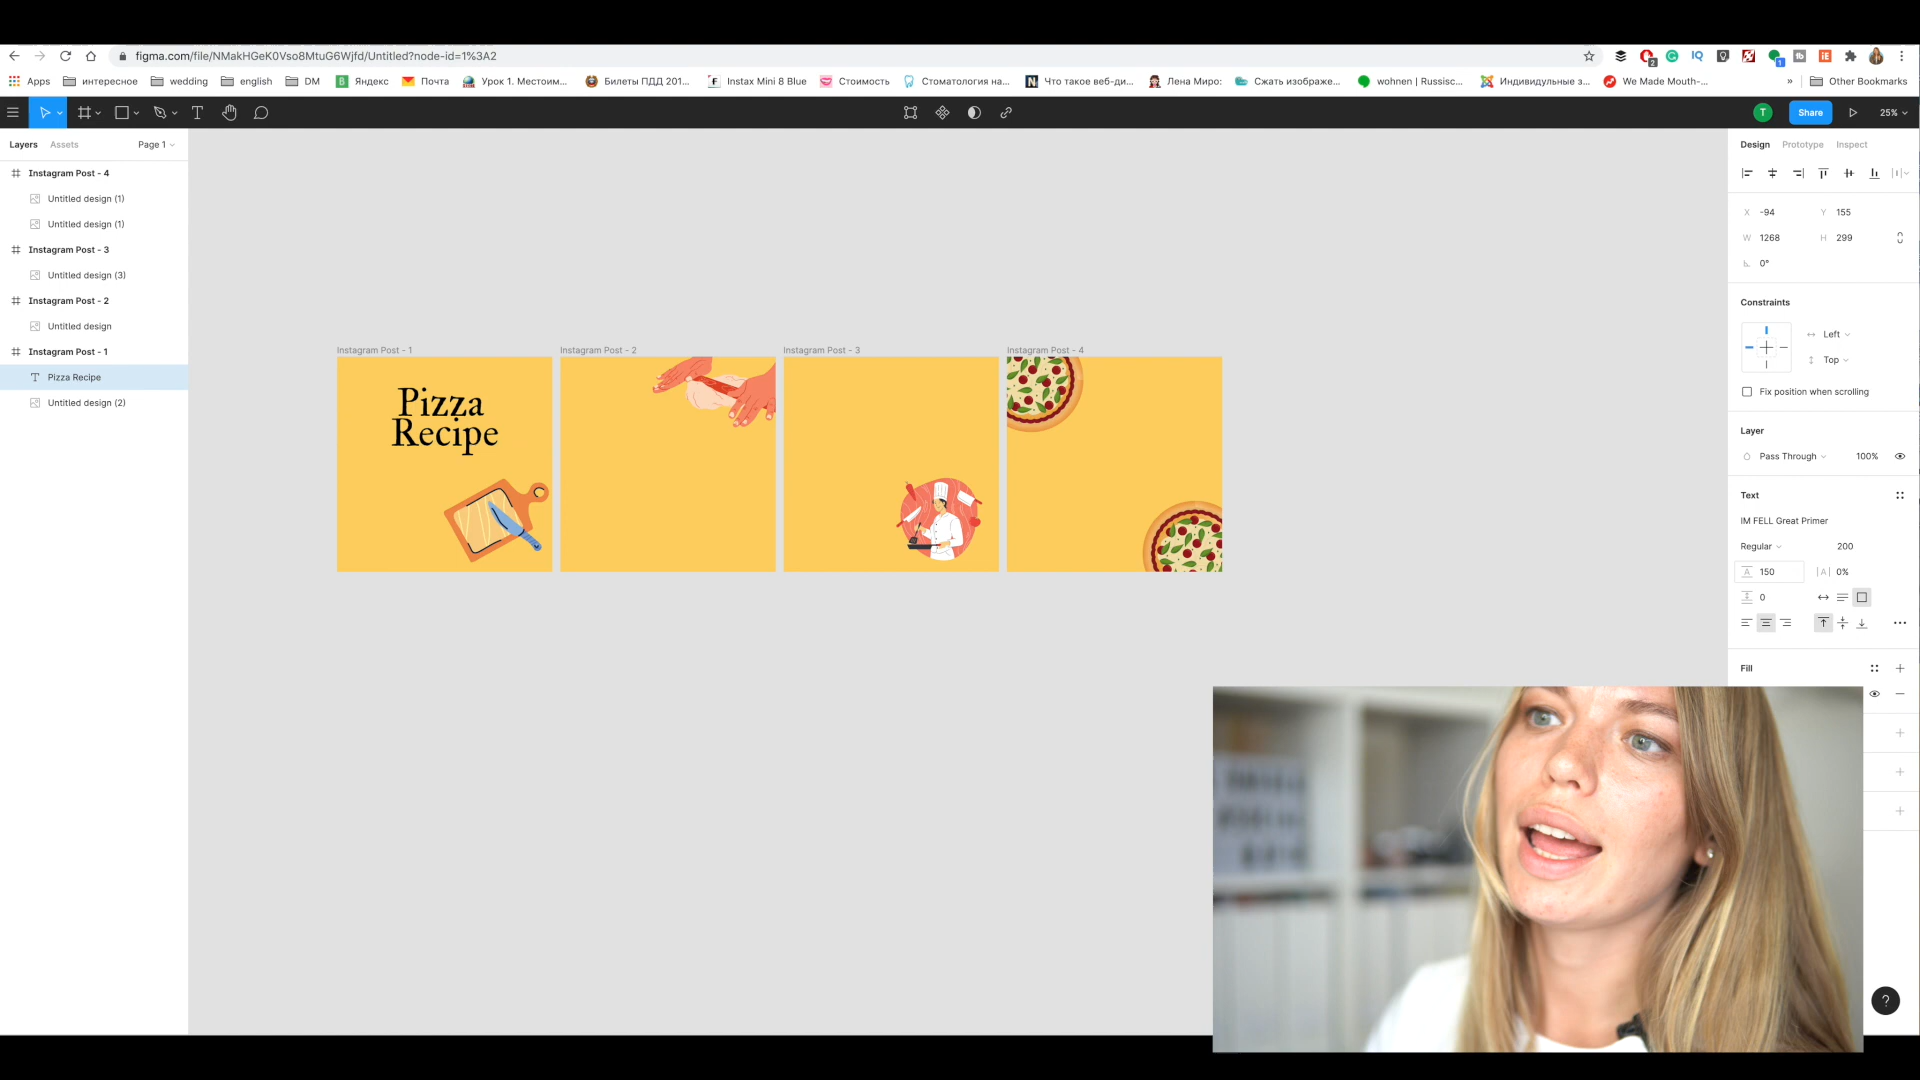 figma.com/file/NMakHGeK0Vso8MtuG6Wjfd/Untitled?node-id=1%3A2
Apps интересное wedding english DM Яндекс Почта Урок 1. Местоим... Билеты ПДД 201... Instax Mini 8 Blue Стоимость Стоматология на... Что такое веб-ди... Лена Миро: Сжать изображе... wohnen | Russisc... Индивидульные з... We Made Mouth-... » Other Bookmarks
T Share 25%
Layers Assets Page 1
Instagram Post - 4
Untitled design (1)
Untitled design (1)
Instagram Post - 3
Untitled design (3)
Instagram Post - 2
Untitled design
Instagram Post - 1
Pizza Recipe
Untitled design (2)
Instagram Post - 1 Instagram Post - 2 Instagram Post - 3 Instagram Post - 4
Pizza
Recipe
Design Prototype Inspect
X -94 Y 155
W 1268 H 299
0°
Constraints
Left
Top
Fix position when scrolling
Layer
Pass Through 100%
Text
IM FELL Great Primer
Regular 200
150 0%
0
Fill
?